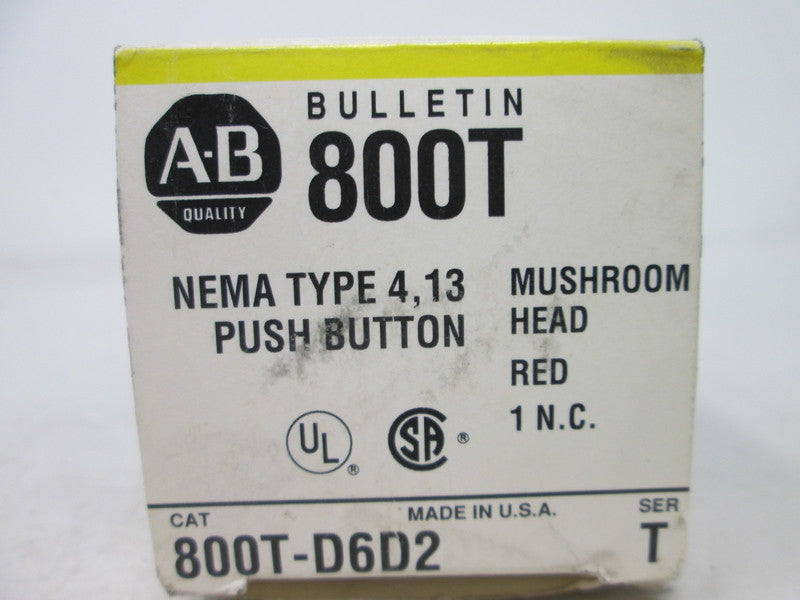 A-B
QUALITY
BULLETIN
800T
NEMA TYPE 4,13
PUSH BUTTON
MUSHROOM
HEAD
RED
1 N.C.
UL ®
SA ®
CAT
MADE IN U.S.A.
SER
800T-D6D2
T